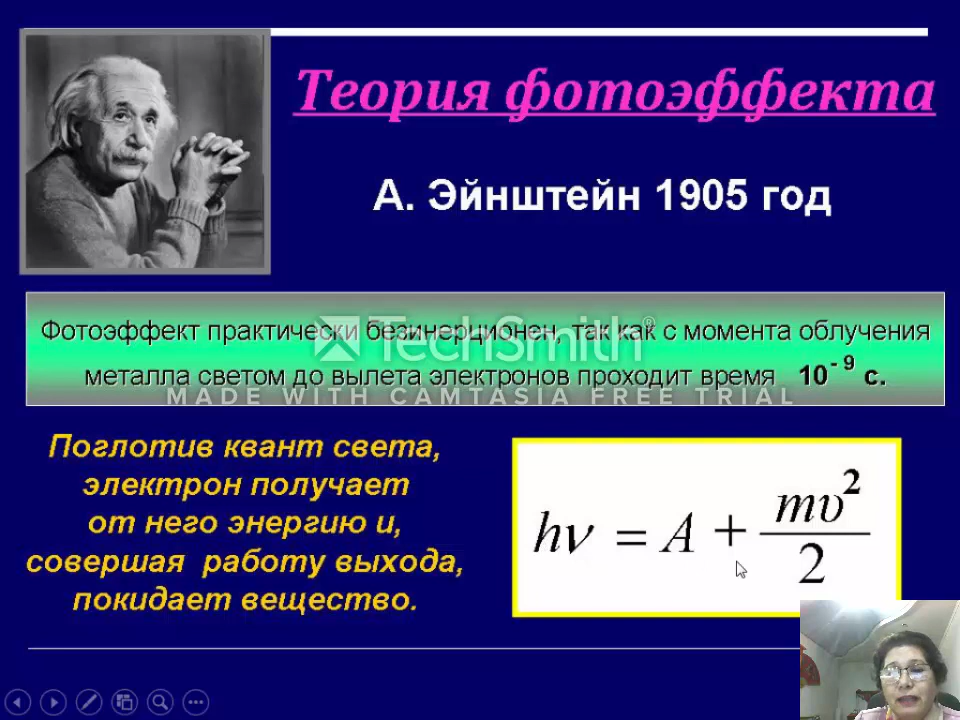 Теория фотоэффекта
А. Эйнштейн 1905 год
Фотоэффект практически безинерционен, так как с момента облучения
металла светом до вылета электронов проходит время 10⁻⁹ с.
TechSmith®
MADE WITH CAMTASIA FREE TRIAL
Поглотив квант света,
электрон получает
от него энергию и,
совершая работу выхода,
покидает вещество.
hν = A + mυ²/2